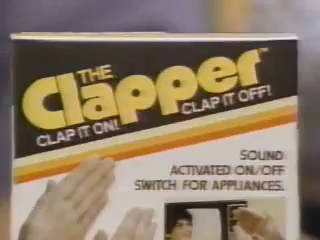 THE
Clapper™
CLAP IT ON!
CLAP IT OFF!
SOUND
ACTIVATED ON/OFF
SWITCH FOR APPLIANCES.